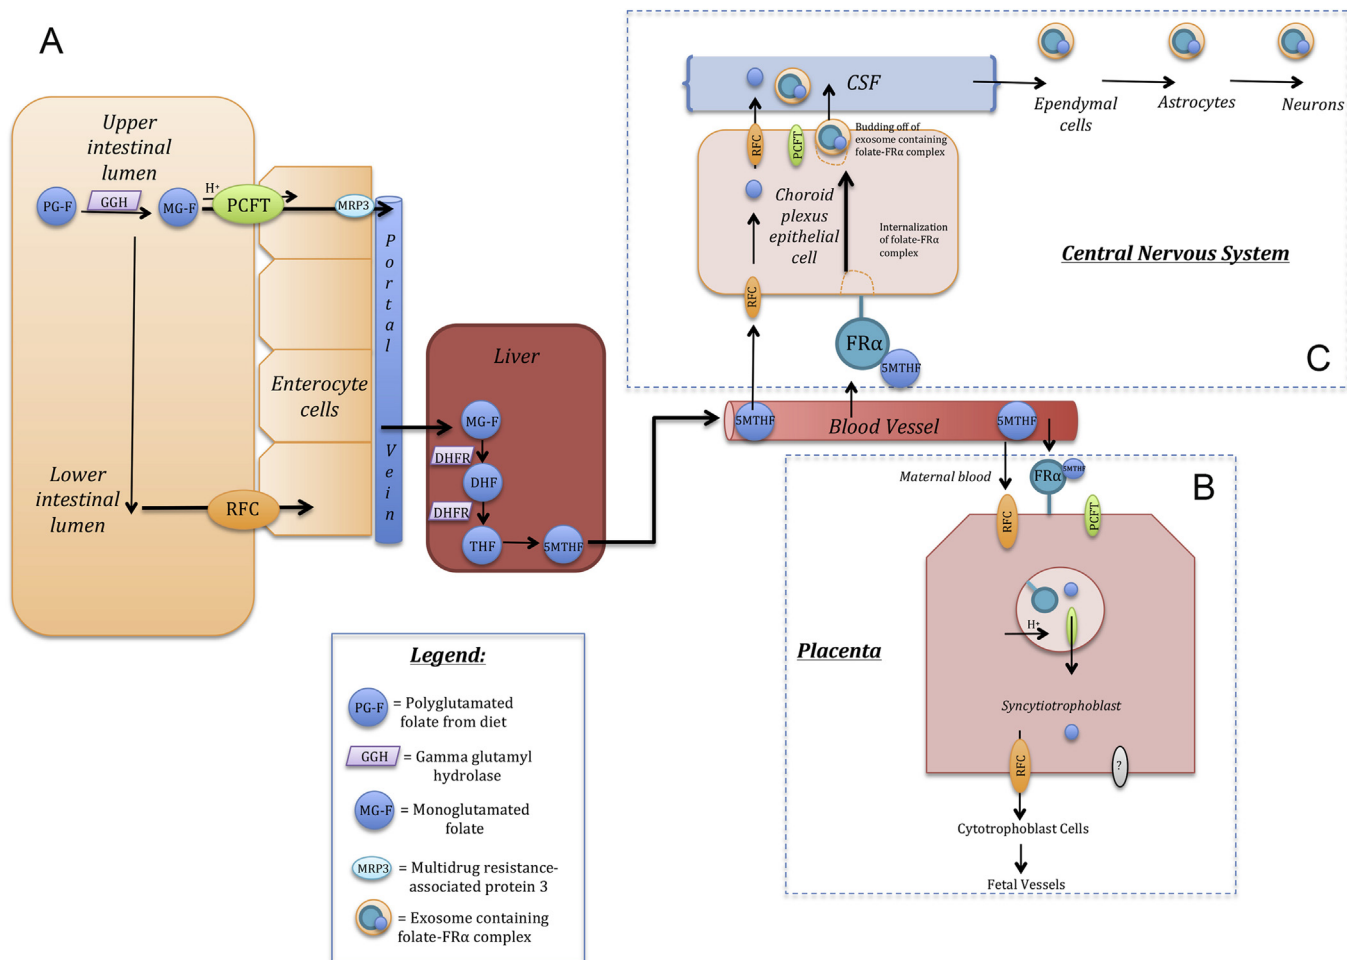 A
Upper
intestinal
lumen
PG-F
GGH
MG-F
H+
PCFT
MRP3
Portal
Vein
Enterocyte
cells
Lower
intestinal
lumen
RFC
Liver
MG-F
DHFR
DHF
DHFR
THF
5MTHF
Legend:
PG-F
= Polyglutamated
folate from diet
GGH
= Gamma glutamyl
hydrolase
MG-F
= Monoglutamated
folate
MRP3
= Multidrug resistance-
associated protein 3
= Exosome containing
folate-FRα complex
CSF
Ependymal
cells
Astrocytes
Neurons
RFC
PCFT
Budding off of
exosome containing
folate-FRα complex
Choroid
plexus
epithelial
cell
Internalization
of folate-FRα
complex
RFC
FRα
5MTHF
Central Nervous System
C
5MTHF
Blood Vessel
5MTHF
Maternal blood
FRα
5MTHF
B
RFC
PCFT
H+
Placenta
Syncytiotrophoblast
RFC
?
Cytotrophoblast Cells
Fetal Vessels